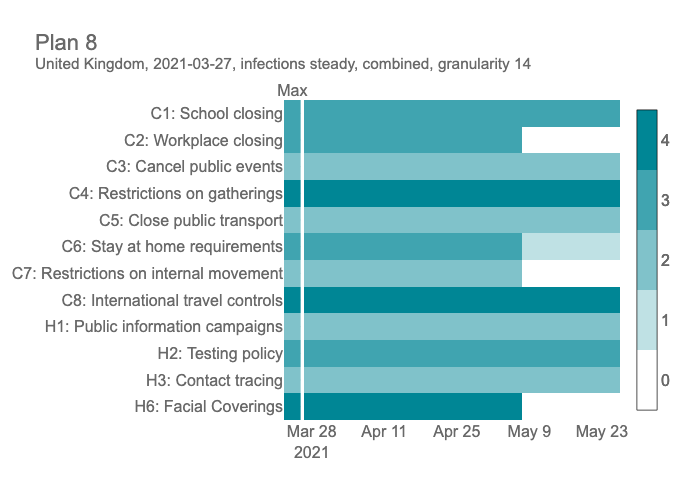 Plan 8
United Kingdom, 2021-03-27, infections steady, combined, granularity 14
Max
C1: School closing
C2: Workplace closing
C3: Cancel public events
C4: Restrictions on gatherings
C5: Close public transport
C6: Stay at home requirements
C7: Restrictions on internal movement
C8: International travel controls
H1: Public information campaigns
H2: Testing policy
H3: Contact tracing
H6: Facial Coverings
4
3
2
1
0
Mar 28 Apr 11 Apr 25 May 9 May 23
2021